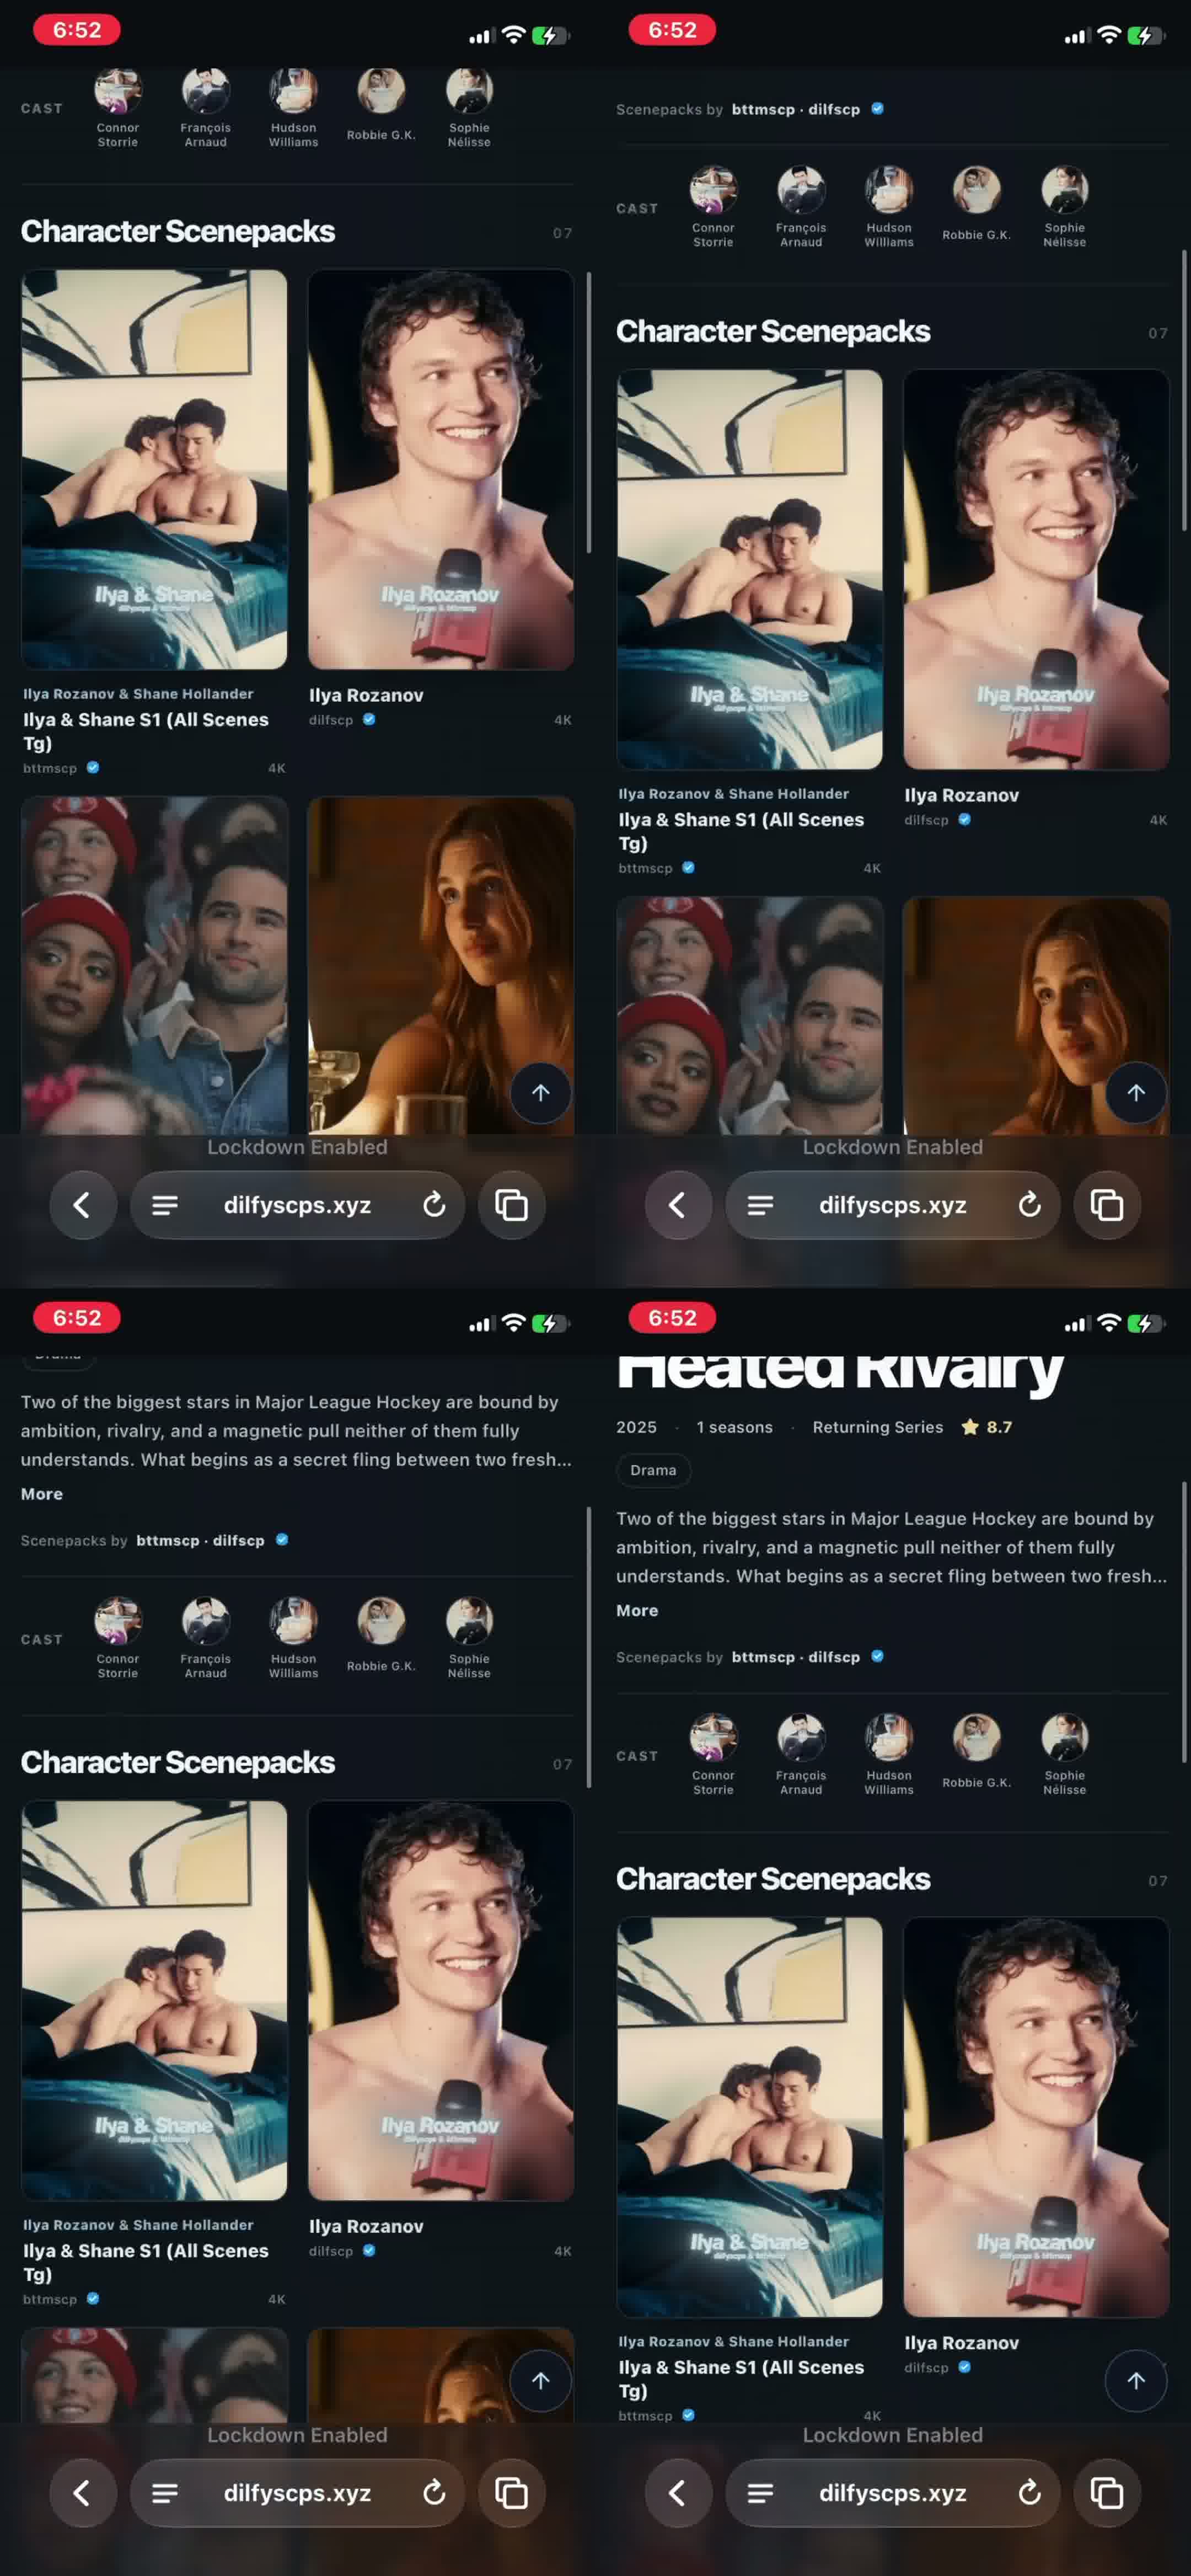 6:52
CAST
Connor
Storrie
François
Arnaud
Hudson
Williams
Robbie G.K.
Sophie
Nélisse
Character Scenepacks
07
Ilya & Shane
Ilya Rozanov
Ilya Rozanov & Shane Hollander
Ilya & Shane S1 (All Scenes
Tg)
bttmscp
4K
Ilya Rozanov
dilfscp
4K
Lockdown Enabled
dilfyscps.xyz
6:52
Scenepacks by bttmscp · dilfscp
CAST
Connor
Storrie
François
Arnaud
Hudson
Williams
Robbie G.K.
Sophie
Nélisse
Character Scenepacks
07
Ilya & Shane
Ilya Rozanov
Ilya Rozanov & Shane Hollander
Ilya & Shane S1 (All Scenes
Tg)
bttmscp
4K
Ilya Rozanov
dilfscp
4K
Lockdown Enabled
dilfyscps.xyz
6:52
Drama
Two of the biggest stars in Major League Hockey are bound by
ambition, rivalry, and a magnetic pull neither of them fully
understands. What begins as a secret fling between two fresh...
More
Scenepacks by bttmscp · dilfscp
CAST
Connor
Storrie
François
Arnaud
Hudson
Williams
Robbie G.K.
Sophie
Nélisse
Character Scenepacks
07
Ilya & Shane
Ilya Rozanov
Ilya Rozanov & Shane Hollander
Ilya & Shane S1 (All Scenes
Tg)
bttmscp
4K
Ilya Rozanov
dilfscp
4K
Lockdown Enabled
dilfyscps.xyz
6:52
Heated Rivalry
2025 · 1 seasons · Returning Series 8.7
Drama
Two of the biggest stars in Major League Hockey are bound by
ambition, rivalry, and a magnetic pull neither of them fully
understands. What begins as a secret fling between two fresh...
More
Scenepacks by bttmscp · dilfscp
CAST
Connor
Storrie
François
Arnaud
Hudson
Williams
Robbie G.K.
Sophie
Nélisse
Character Scenepacks
07
Ilya & Shane
Ilya Rozanov
Ilya Rozanov & Shane Hollander
Ilya & Shane S1 (All Scenes
Tg)
bttmscp
4K
Ilya Rozanov
dilfscp
Lockdown Enabled
dilfyscps.xyz